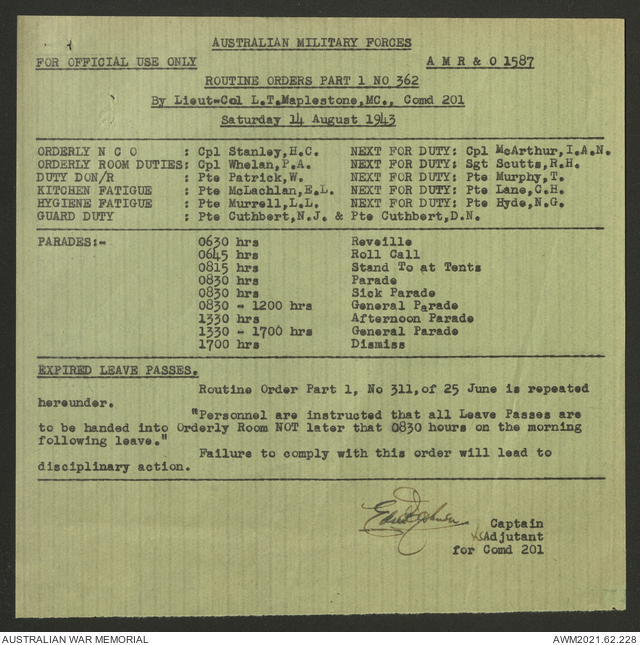 AUSTRALIAN MILITARY FORCES
FOR OFFICIAL USE ONLY A M R & O 1587
ROUTINE ORDERS PART 1 NO 362
By Lieut-Col L.T.Maplestone,MC., Comd 201
Saturday 14 August 1943
ORDERLY N C O : Cpl Stanley,H.C. NEXT FOR DUTY: Cpl McArthur,I.A.N.
ORDERLY ROOM DUTIES: Cpl Whelan,P.A. NEXT FOR DUTY: Sgt Scutts,R.H.
DUTY DON/R : Pte Patrick,W. NEXT FOR DUTY: Pte Murphy,T.
KITCHEN FATIGUE : Pte McLachlan,E.L. NEXT FOR DUTY: Pte Lane,C.H.
HYGIENE FATIGUE : Pte Murrell,L.L. NEXT FOR DUTY: Pte Hyde,N.G.
GUARD DUTY : Pte Cuthbert,N.J. & Pte Cuthbert,D.N.
PARADES:- 0630 hrs Reveille
0645 hrs Roll Call
0815 hrs Stand To at Tents
0830 hrs Parade
0830 hrs Sick Parade
0830 - 1200 hrs General Parade
1330 hrs Afternoon Parade
1330 - 1700 hrs General Parade
1700 hrs Dismiss
EXPIRED LEAVE PASSES.
Routine Order Part 1, No 311, of 25 June is repeated
hereunder.
"Personnel are instructed that all Leave Passes are
to be handed into Orderly Room NOT later that 0830 hours on the morning
following leave."
Failure to comply with this order will lead to
disciplinary action.
Captain
Adjutant
for Comd 201
AUSTRALIAN WAR MEMORIAL AWM2021.62.228